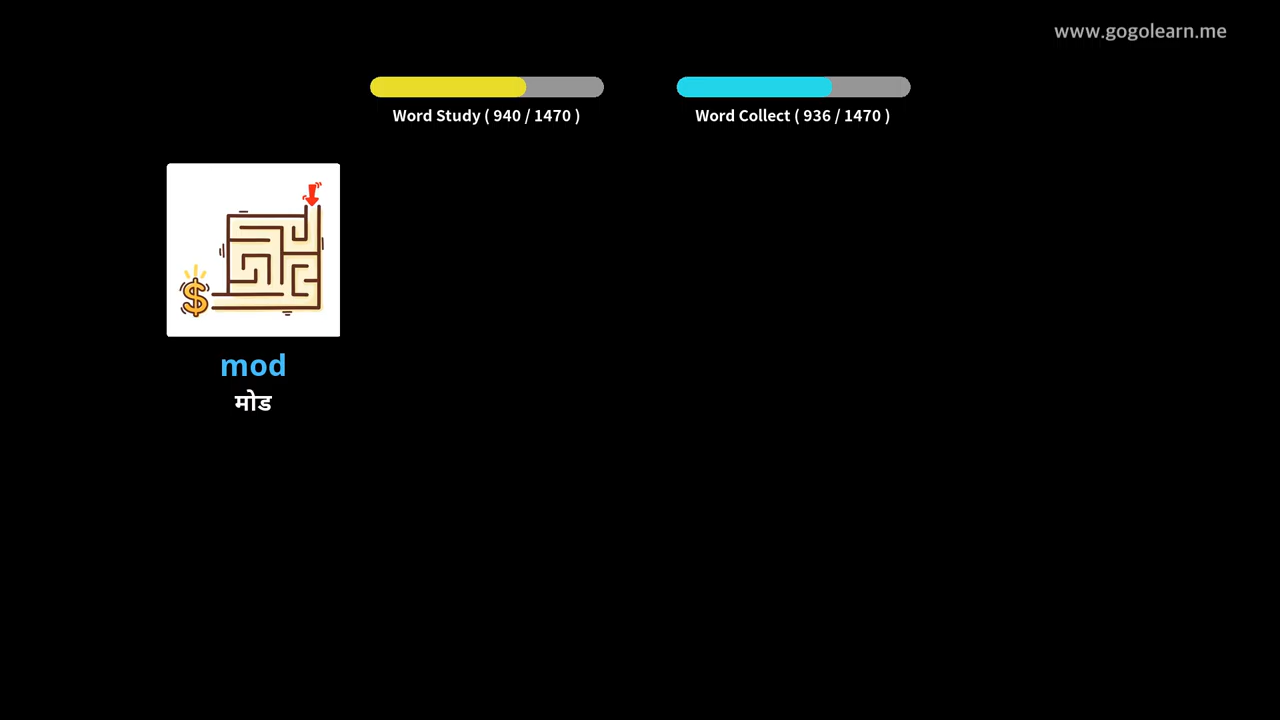 www.gogolearn.me
Word Study ( 940 / 1470 )
Word Collect ( 936 / 1470 )
$
mod
मोड